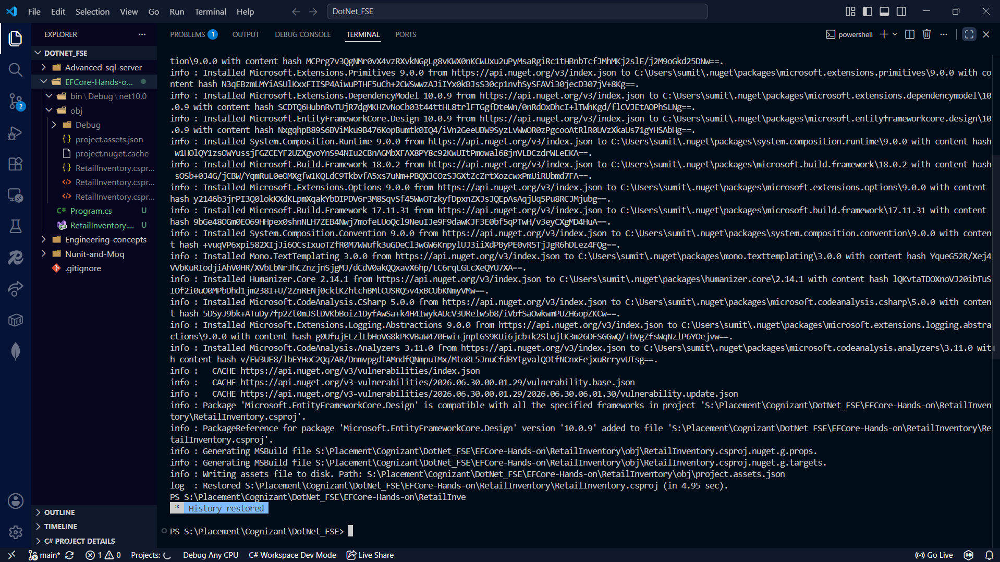 File Edit Selection View Go Run Terminal Help
DotNet_FSE
EXPLORER
DOTNET_FSE
Advanced-sql-server
EFCore-Hands-o...
bin\Debug\net10.0
obj
Debug
project.assets.json
project.nuget.cache
RetailInventory.cspr...
RetailInventory.cspr...
RetailInventory.cspr...
Program.cs U
RetailInventory.... U
Engineering-concepts
Nunit-and-Moq
.gitignore
OUTLINE
TIMELINE
C# PROJECT DETAILS
2
PROBLEMS 1 OUTPUT DEBUG CONSOLE TERMINAL PORTS
powershell
tion\9.0.0 with content hash MCPrg7v3QgNMr0vX4vzRXvkNGgLg8vKWX0nKCWUxu2uPyMsaRgiRc1tHBnbTcfJMhMKj2slE/j2M9oGkd25DNw==.
info : Installed Microsoft.Extensions.Primitives 9.0.0 from https://api.nuget.org/v3/index.json to C:\Users\sumit\.nuget\packages\microsoft.extensions.primitives\9.0.0 with co
ntent hash N3qEBzmLMYiASUlKxxFIISP4AiwuPTHF5uCh+2CWSwwzAJiIYx0kBJsS30cp1nvhSySFAVi30jecD307jV+8Kg==.
info : Installed Microsoft.Extensions.DependencyModel 10.0.9 from https://api.nuget.org/v3/index.json to C:\Users\sumit\.nuget\packages\microsoft.extensions.dependencymodel\10
.0.9 with content hash SCDTQ6HubnRvTUjR7dgMKHZvNoCb03t44ttHL8trlFTGgfDteWn/0nRdOxDhcI+lTWhKgd/flCVJEtAOPhSLNg==.
info : Installed Microsoft.EntityFrameworkCore.Design 10.0.9 from https://api.nuget.org/v3/index.json to C:\Users\sumit\.nuget\packages\microsoft.entityframeworkcore.design\10
.0.9 with content hash NxgqhpB89S6BViMku9B476KopBumtk0IQ4/iVn2GeeUBW9SyzLvWwOR0zPgcooAtRlR0UVzXkaUs71gYHSAbHg==.
info : Installed System.Composition.Runtime 9.0.0 from https://api.nuget.org/v3/index.json to C:\Users\sumit\.nuget\packages\system.composition.runtime\9.0.0 with content hash
w1HOlQY1zsOWYussjFGZCEYF2UZXgvoYnS94NIu2CBnAGMbXFAX8PY8c92KwUItPmowal68jnVLBCzdrWLeEKA==.
info : Installed Microsoft.Build.Framework 18.0.2 from https://api.nuget.org/v3/index.json to C:\Users\sumit\.nuget\packages\microsoft.build.framework\18.0.2 with content hash
sOSb+0J4G/jCBW/YqmRuL0eOMXgfw1KQLdC9TkbvfA5xs7uNm+PBQXJCOzSJGXtZcZrtXozcwxPmUiRUbmd7FA==.
info : Installed Microsoft.Extensions.Options 9.0.0 from https://api.nuget.org/v3/index.json to C:\Users\sumit\.nuget\packages\microsoft.extensions.options\9.0.0 with content
hash y2146b3jrPI3Q0lokKXdKLpmXqakYbDIPDV6r3M8SqvSf45WwOTzkyfDpxnZXJsJQEpAsAqjUq5Pu8RCJMjubg==.
info : Installed Microsoft.Build.Framework 17.11.31 from https://api.nuget.org/v3/index.json to C:\Users\sumit\.nuget\packages\microsoft.build.framework\17.11.31 with content
hash 9bGe48OGm0EO69HHpex0shnNLH7ZEB4Nwj7mofeLUoQcl9NeuIJe9F9dawKJF3E0bf5qPTwH/v3eyCXgMD4HuA==.
info : Installed System.Composition.Convention 9.0.0 from https://api.nuget.org/v3/index.json to C:\Users\sumit\.nuget\packages\system.composition.convention\9.0.0 with conten
t hash +vuqVP6xpi582XIjJi6OCsIxuoTZfR0M7WWufk3uGDeCl3wGW6KnpylUJ3iiXdPByPE0vR5TjJgR6hDLez4FQg==.
info : Installed Mono.TextTemplating 3.0.0 from https://api.nuget.org/v3/index.json to C:\Users\sumit\.nuget\packages\mono.texttemplating\3.0.0 with content hash YqueG52R/Xej4
VVbKuRIodjiAhV0HR/XVbLbNrJhCZnzjnSjgMJ/dCdV0akQQxavX6hp/LC6rqLGLcXeQYU7XA==.
info : Installed Humanizer.Core 2.14.1 from https://api.nuget.org/v3/index.json to C:\Users\sumit\.nuget\packages\humanizer.core\2.14.1 with content hash lQKvtaTDOXnoVJ20ibTuS
IOf2i0uO0MPbDhd1jm238I+U/2ZnRENj0cktKZhtchBMtCUSRQ5v4xBCUbKNmyVMw==.
info : Installed Microsoft.CodeAnalysis.CSharp 5.0.0 from https://api.nuget.org/v3/index.json to C:\Users\sumit\.nuget\packages\microsoft.codeanalysis.csharp\5.0.0 with conten
t hash 5DSyJ9bk+ATuDy7fp2Zt0mJStDVKbBoiz1DyfAwSa+k4H4IwykAUcV3URelw5b8/iVbfSaOwkwmPUZH6opZKCw==.
info : Installed Microsoft.Extensions.Logging.Abstractions 9.0.0 from https://api.nuget.org/v3/index.json to C:\Users\sumit\.nuget\packages\microsoft.extensions.logging.abstra
ctions\9.0.0 with content hash g0UfujELzlLbHoVG8kPKVBaW470Ewi+jnptGS9KUi6jcb+k2StujtK3m26DFSGGwQ/+bVgZfsWqNzlP6YOejvw==.
info : Installed Microsoft.CodeAnalysis.Analyzers 3.11.0 from https://api.nuget.org/v3/index.json to C:\Users\sumit\.nuget\packages\microsoft.codeanalysis.analyzers\3.11.0 wit
h content hash v/EW3UE8/lbEYHoC2Qq7AR/DnmvpgdtAMndfQNmpuIMx/Mto8L5JnuCfdBYtgvalQOtfNCnxFejxuRrryvUTsg==.
info :   CACHE https://api.nuget.org/v3/vulnerabilities/index.json
info :   CACHE https://api.nuget.org/v3-vulnerabilities/2026.06.30.00.01.29/vulnerability.base.json
info :   CACHE https://api.nuget.org/v3-vulnerabilities/2026.06.30.00.01.29/2026.06.30.06.01.30/vulnerability.update.json
info : Package 'Microsoft.EntityFrameworkCore.Design' is compatible with all the specified frameworks in project 'S:\Placement\Cognizant\DotNet_FSE\EFCore-Hands-on\RetailInven
tory\RetailInventory.csproj'.
info : PackageReference for package 'Microsoft.EntityFrameworkCore.Design' version '10.0.9' added to file 'S:\Placement\Cognizant\DotNet_FSE\EFCore-Hands-on\RetailInventory\Re
tailInventory.csproj'.
info : Generating MSBuild file S:\Placement\Cognizant\DotNet_FSE\EFCore-Hands-on\RetailInventory\obj\RetailInventory.csproj.nuget.g.props.
info : Generating MSBuild file S:\Placement\Cognizant\DotNet_FSE\EFCore-Hands-on\RetailInventory\obj\RetailInventory.csproj.nuget.g.targets.
info : Writing assets file to disk. Path: S:\Placement\Cognizant\DotNet_FSE\EFCore-Hands-on\RetailInventory\obj\project.assets.json
log  : Restored S:\Placement\Cognizant\DotNet_FSE\EFCore-Hands-on\RetailInventory\RetailInventory.csproj (in 4.95 sec).
PS S:\Placement\Cognizant\DotNet_FSE\EFCore-Hands-on\RetailInve
* History restored
PS S:\Placement\Cognizant\DotNet_FSE>
main* 1 0 Projects: Debug Any CPU C# Workspace Dev Mode Live Share Go Live